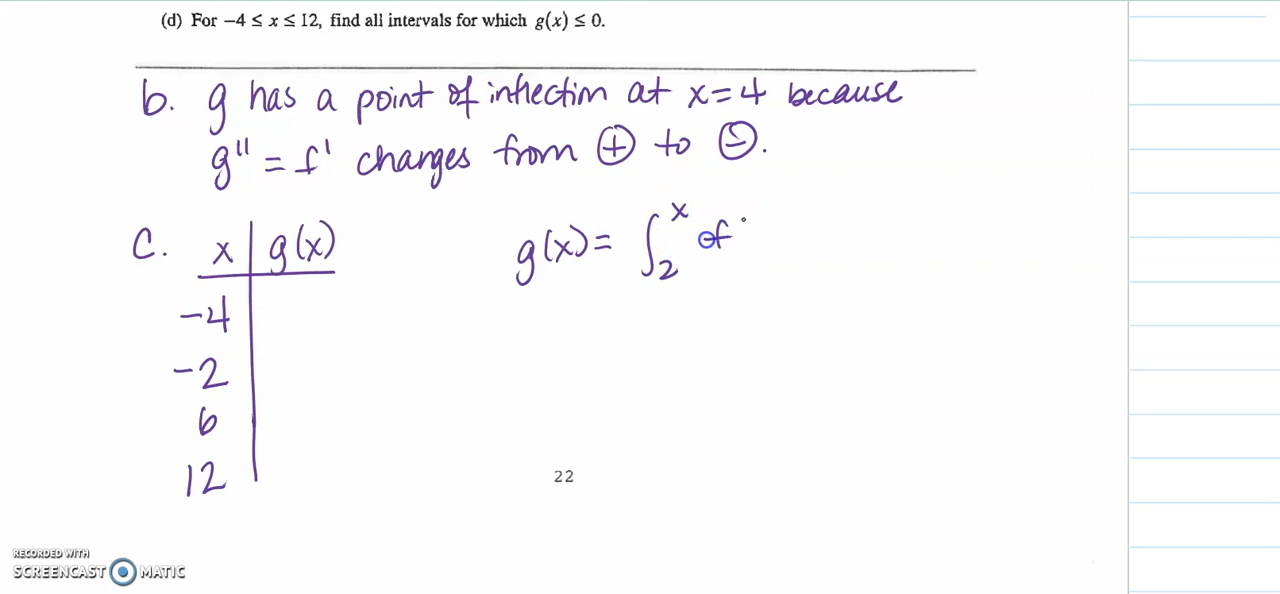 (d) For −4 ≤ x ≤ 12, find all intervals for which g(x) ≤ 0.
b. g has a point of inflection at x=4 because
g'' = f' changes from ⊕ to ⊖.
C. x | g(x)
g(x) = ∫₂ˣ f
-4
-2
6
12
22
RECORDED WITH
SCREENCAST MATIC